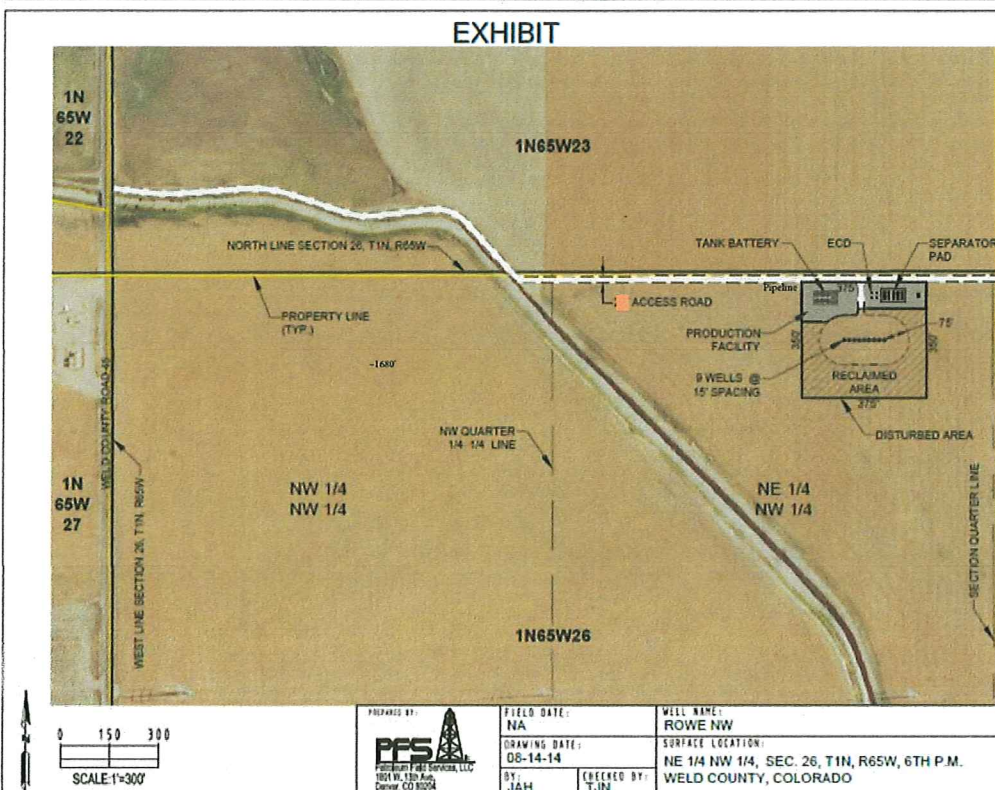 EXHIBIT
1N
65W
22
1N65W23
NORTH LINE SECTION 26, T1N, R65W
TANK BATTERY
ECD
SEPARATOR
PAD
Pipeline
375'
ACCESS ROAD
PROPERTY LINE
(TYP.)
PRODUCTION
FACILITY
350'
75'
350'
~1680'
9 WELLS @
15' SPACING
RECLAIMED
AREA
375'
WELD COUNTY ROAD 45
NW QUARTER
1/4 1/4 LINE
DISTURBED AREA
1N
65W
27
NW 1/4
NW 1/4
NE 1/4
NW 1/4
WEST LINE SECTION 26, T1N, R65W
SECTION QUARTER LINE
1N65W26
N
0 150 300
SCALE:1"=300'
PREPARED BY:
PFS
Petroleum Field Services, LLC
1801 W. 13th Ave.
Denver, CO 80204
FIELD DATE:
NA
DRAWING DATE:
08-14-14
BY:
JAH
CHECKED BY:
TJN
WELL NAME:
ROWE NW
SURFACE LOCATION:
NE 1/4 NW 1/4, SEC. 26, T1N, R65W, 6TH P.M.
WELD COUNTY, COLORADO